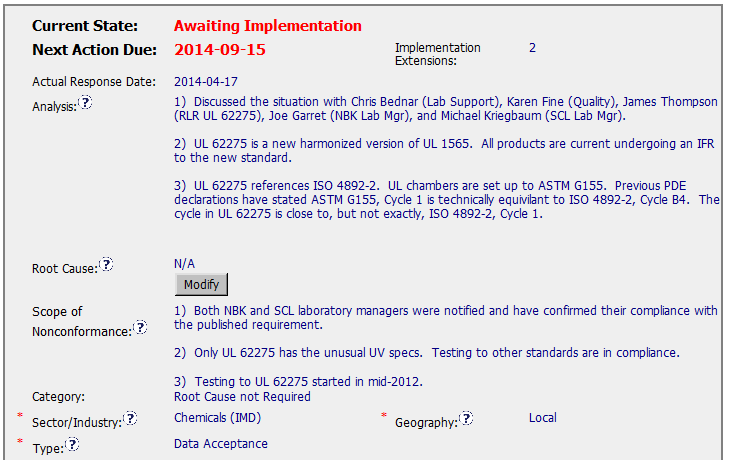 Current State: Awaiting Implementation
Next Action Due: 2014-09-15 Implementation Extensions: 2
Actual Response Date: 2014-04-17
Analysis:? 1) Discussed the situation with Chris Bednar (Lab Support), Karen Fine (Quality), James Thompson
(RLR UL 62275), Joe Garret (NBK Lab Mgr), and Michael Kriegbaum (SCL Lab Mgr).
2) UL 62275 is a new harmonized version of UL 1565. All products are current undergoing an IFR
to the new standard.
3) UL 62275 references ISO 4892-2. UL chambers are set up to ASTM G155. Previous PDE
declarations have stated ASTM G155, Cycle 1 is technically equivilant to ISO 4892-2, Cycle B4. The
cycle in UL 62275 is close to, but not exactly, ISO 4892-2, Cycle 1.
Root Cause:? N/A
Modify
Scope of
Nonconformance:? 1) Both NBK and SCL laboratory managers were notified and have confirmed their compliance with
the published requirement.
2) Only UL 62275 has the unusual UV specs. Testing to other standards are in compliance.
3) Testing to UL 62275 started in mid-2012.
Category: Root Cause not Required
* Sector/Industry:? Chemicals (IMD) * Geography:? Local
* Type:? Data Acceptance